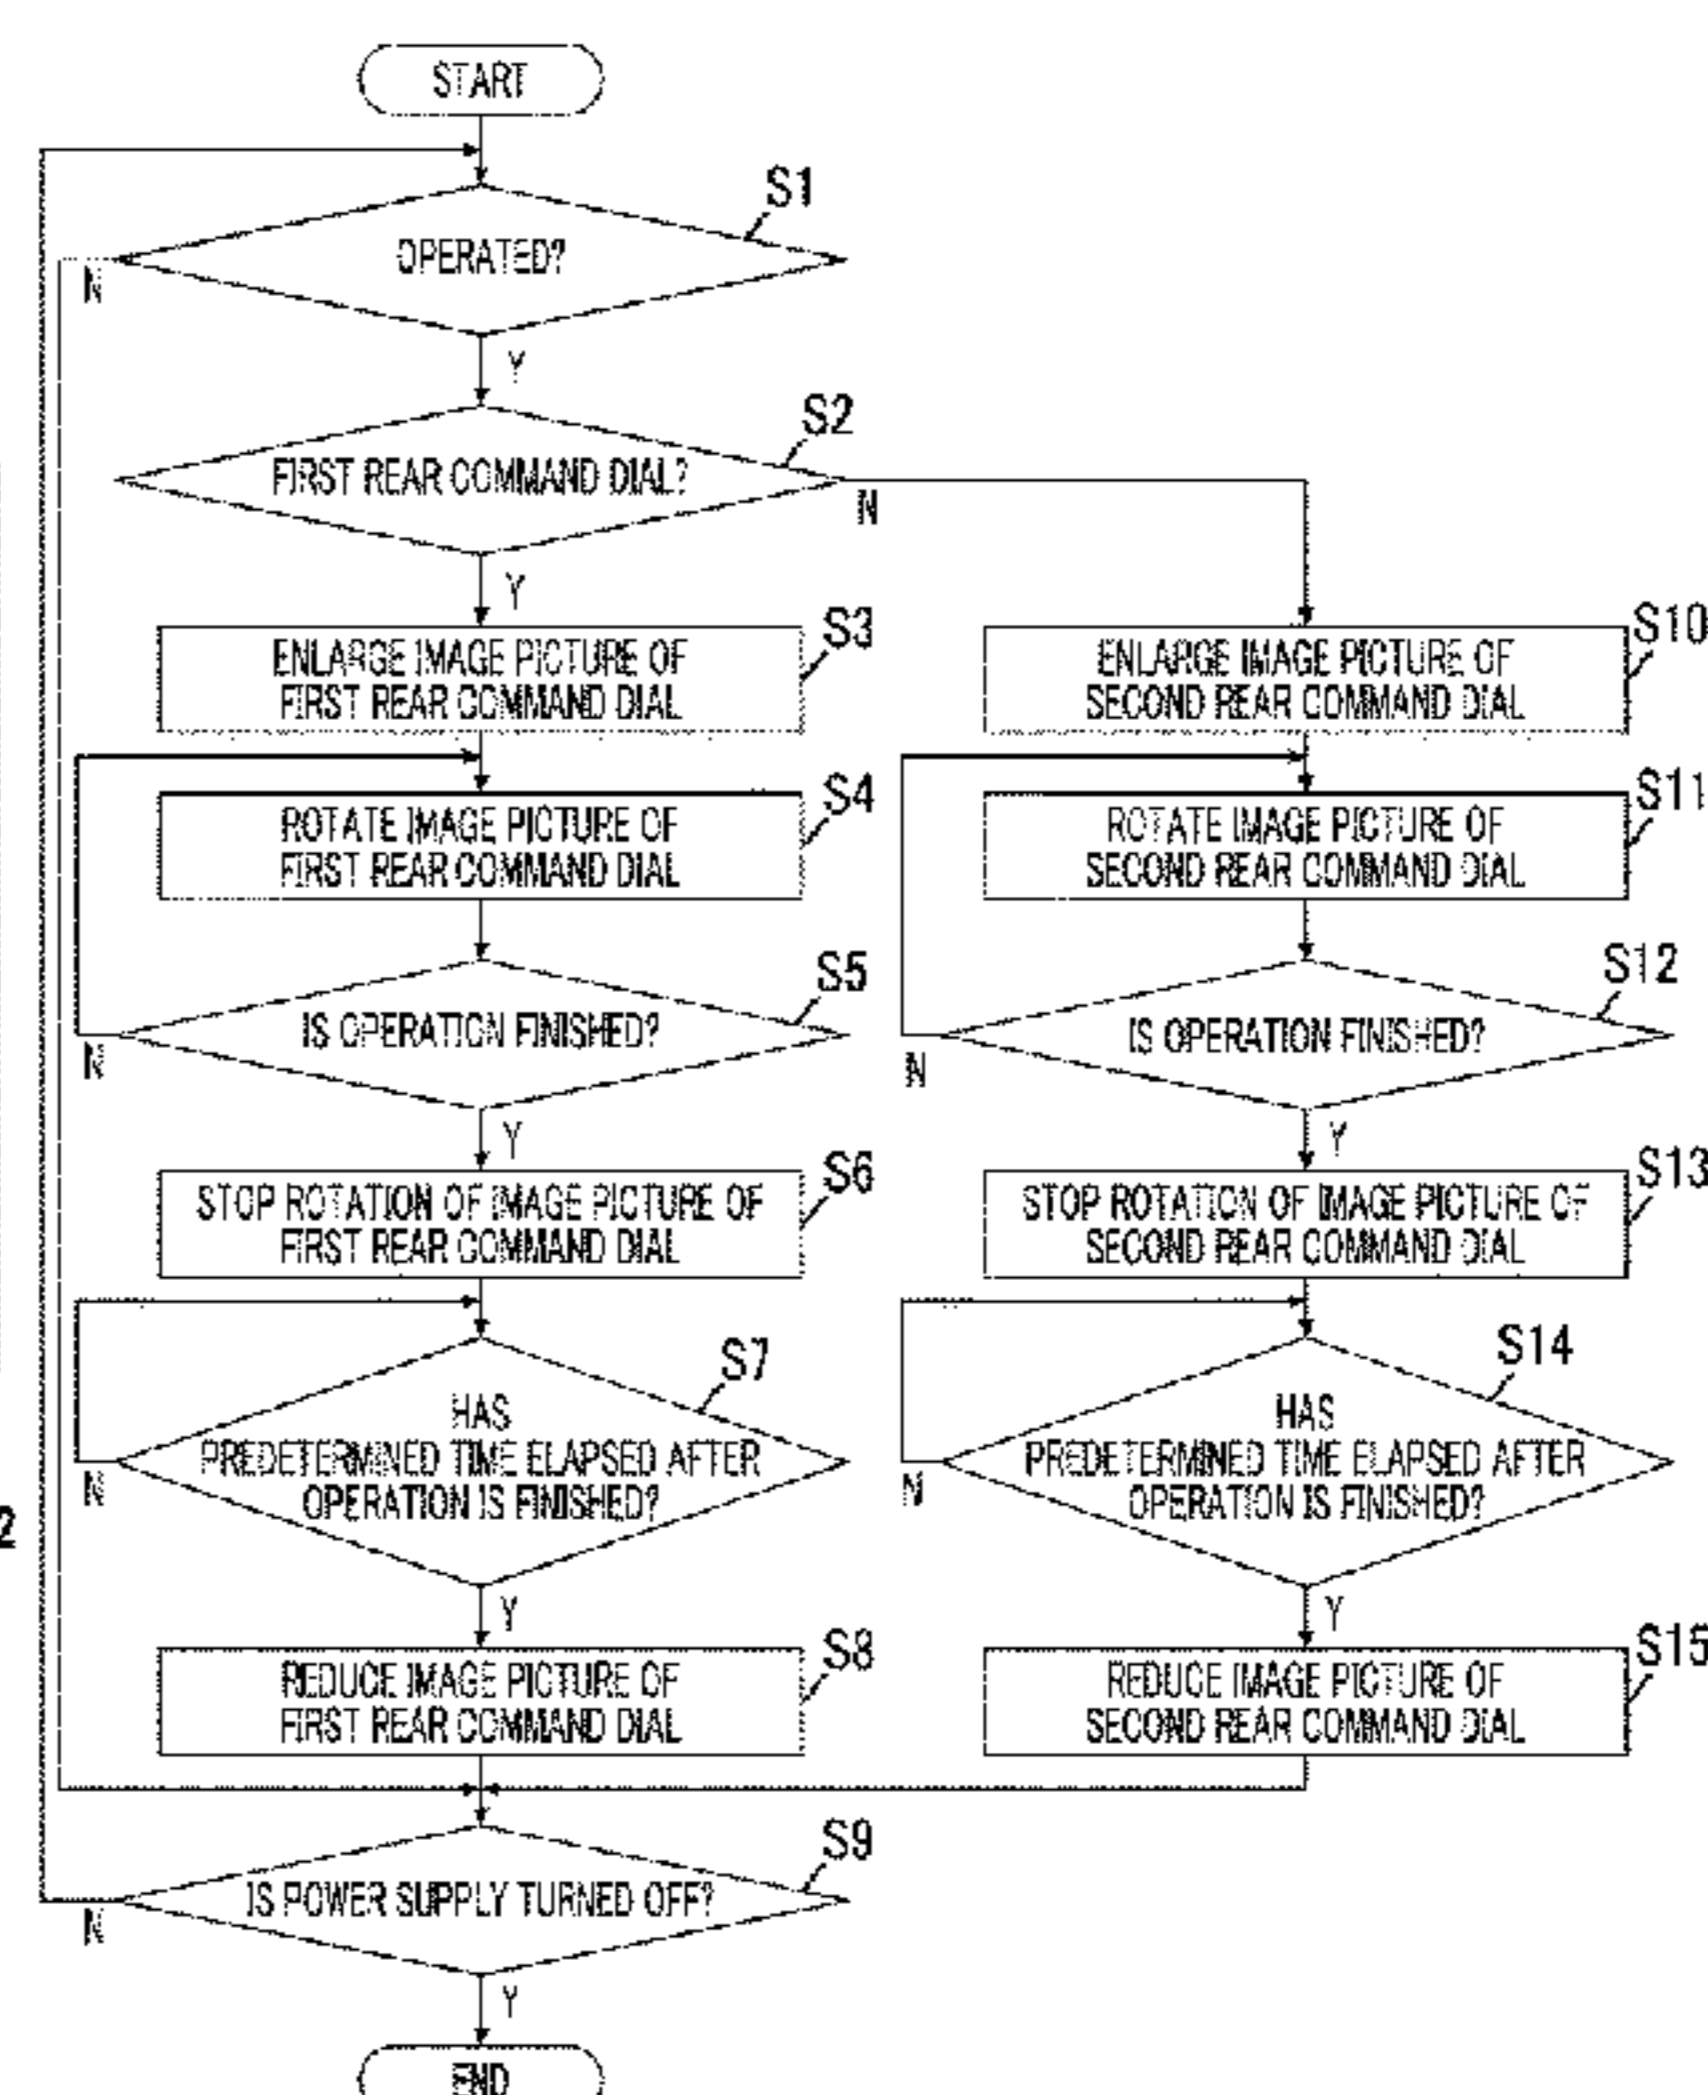 START
S1
OPERATED?
N
Y
S2
FIRST REAR COMMAND DIAL?
N
Y
S3
ENLARGE IMAGE PICTURE OF
FIRST REAR COMMAND DIAL
S10
ENLARGE IMAGE PICTURE OF
SECOND REAR COMMAND DIAL
S4
ROTATE IMAGE PICTURE OF
FIRST REAR COMMAND DIAL
S11
ROTATE IMAGE PICTURE OF
SECOND REAR COMMAND DIAL
S5
IS OPERATION FINISHED?
N
Y
S12
IS OPERATION FINISHED?
N
Y
S6
STOP ROTATION OF IMAGE PICTURE OF
FIRST REAR COMMAND DIAL
S13
STOP ROTATION OF IMAGE PICTURE OF
SECOND REAR COMMAND DIAL
S7
HAS
PREDETERMINED TIME ELAPSED AFTER
OPERATION IS FINISHED?
N
Y
S14
HAS
PREDETERMINED TIME ELAPSED AFTER
OPERATION IS FINISHED?
N
Y
2
S8
REDUCE IMAGE PICTURE OF
FIRST REAR COMMAND DIAL
S15
REDUCE IMAGE PICTURE OF
SECOND REAR COMMAND DIAL
S9
IS POWER SUPPLY TURNED OFF?
N
Y
END